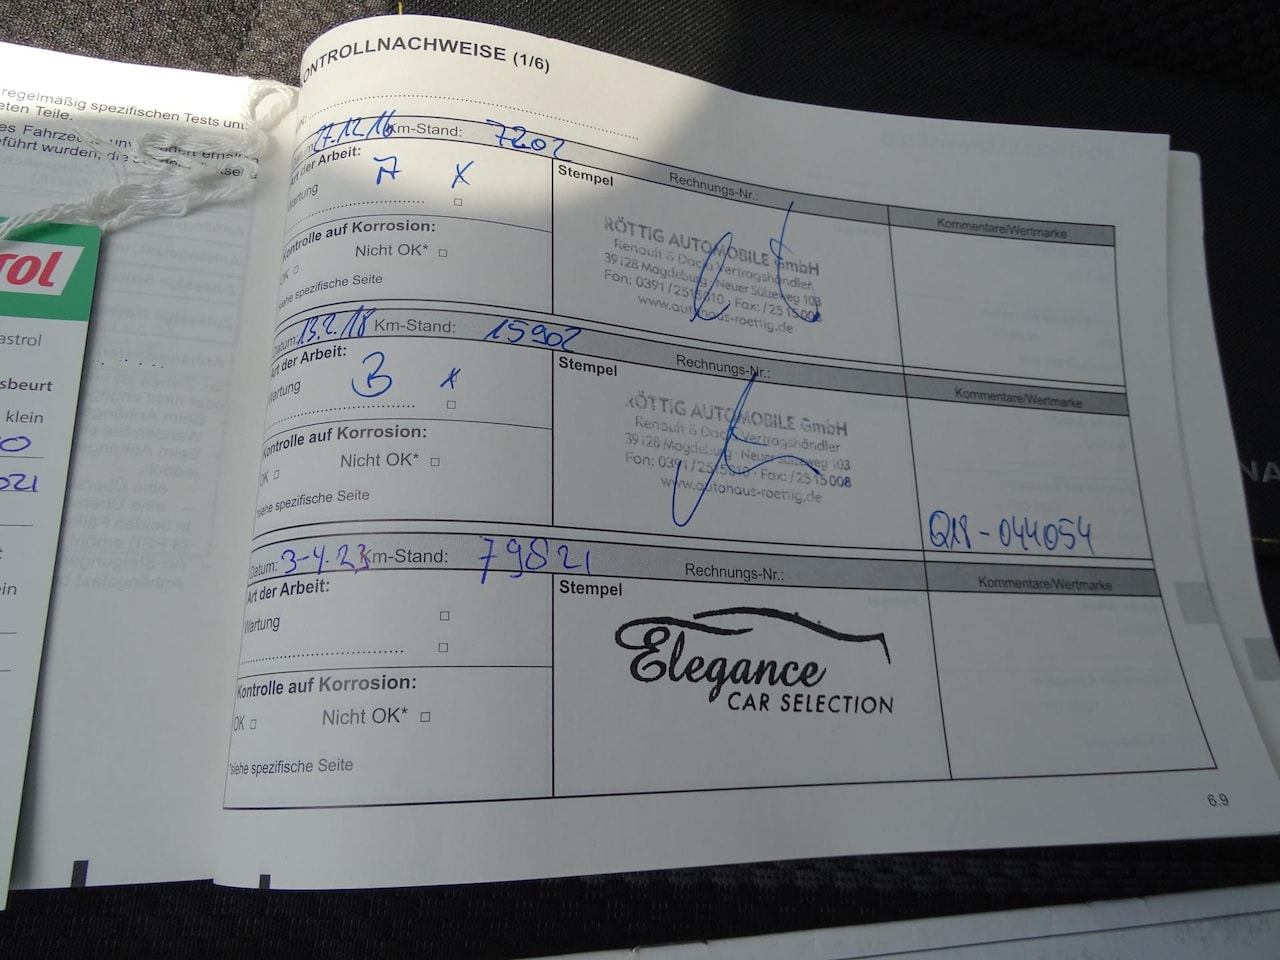 regelmäßig spezifischen Tests unt
eten Teile.
es Fahrze
eführt wurden, die
rol
astrol
sbeurt
klein
21
ein
ONTROLLNACHWEISE (1/6)
27.12.16 Km-Stand: 7202
Art der Arbeit: A X
Wartung
Kontrolle auf Korrosion:
OK Nicht OK*
*siehe spezifische Seite
Stempel Rechnungs-Nr.:
Kommentare/Wertmarke
RÖTTIG AUTOMOBILE GmbH
Renault & Dacia Vertragshändler
39128 Magdeburg · Neuer Sülzeweg 103
Fon: 0391/2515010 · Fax: /2515008
www.autohaus-roettig.de
Datum: 13.2.18 Km-Stand: 15902
Art der Arbeit: B X
Wartung
Kontrolle auf Korrosion:
OK Nicht OK*
*siehe spezifische Seite
Stempel Rechnungs-Nr.:
Kommentare/Wertmarke
RÖTTIG AUTOMOBILE GmbH
Renault & Dacia Vertragshändler
39128 Magdeburg · Neuer Sülzeweg 103
Fon: 0391/2515010 · Fax: /2515008
www.autohaus-roettig.de
Q18-044054
Datum: 3-4.23 Km-Stand: 79821
Art der Arbeit:
Wartung
Kontrolle auf Korrosion:
OK Nicht OK*
*siehe spezifische Seite
Stempel Rechnungs-Nr.:
Kommentare/Wertmarke
Elegance
CAR SELECTION
6.9